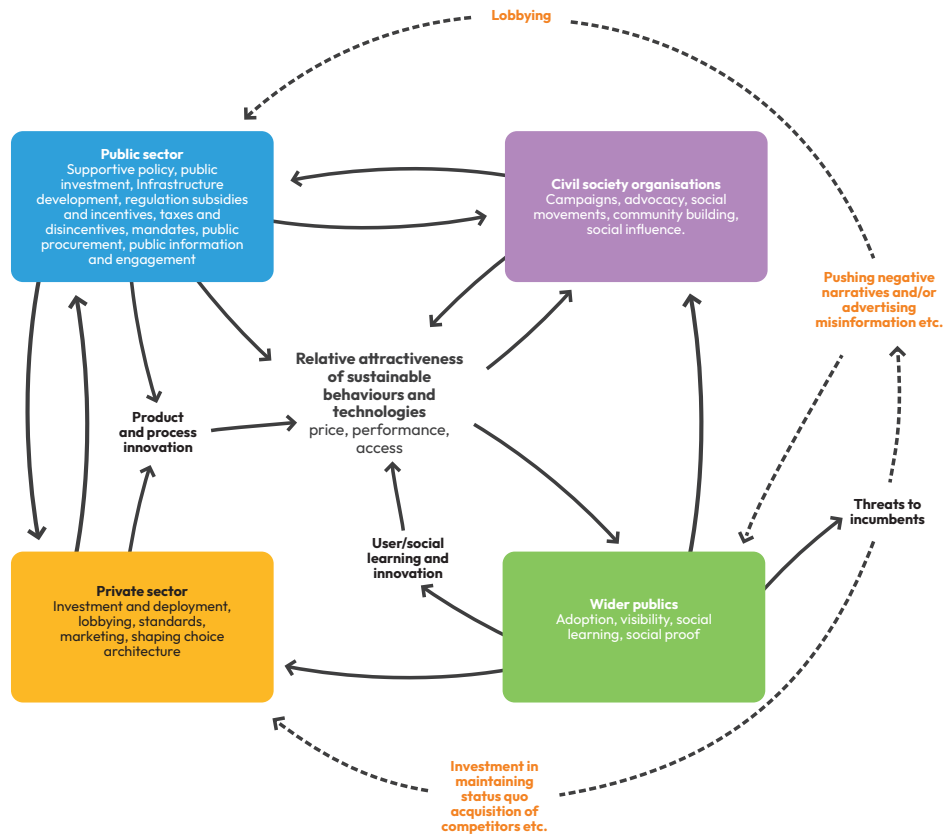 Lobbying
Public sector
Supportive policy, public
investment, Infrastructure
development, regulation subsidies
and incentives, taxes and
disincentives, mandates, public
procurement, public information
and engagement
Civil society organisations
Campaigns, advocacy, social
movements, community building,
social influence.
Pushing negative
narratives and/or
advertising
misinformation etc.
Relative attractiveness
of sustainable
behaviours and
technologies
price, performance,
access
Product
and process
innovation
Threats to
incumbents
User/social
learning and
innovation
Private sector
Investment and deployment,
lobbying, standards,
marketing, shaping choice
architecture
Wider publics
Adoption, visibility, social
learning, social proof
Investment in
maintaining
status quo
acquisition of
competitors etc.